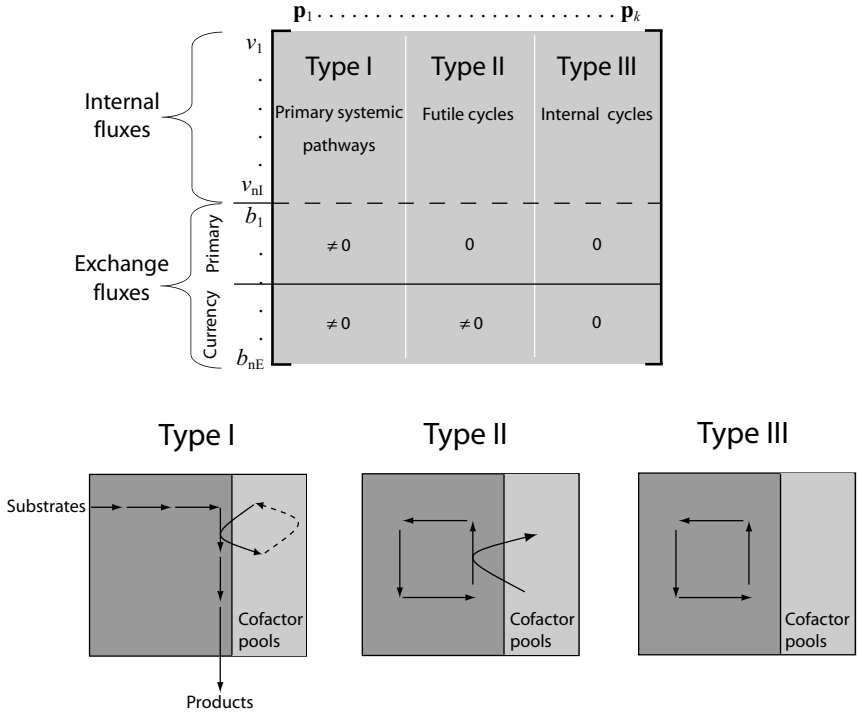 p1 . . . . . . . . . . . . . . . . . . . . . . . . . . . . pk
v1
Type I Type II Type III
Internal fluxes
Primary systemic pathways
Futile cycles
Internal cycles
vnI
b1
Exchange fluxes
Primary
≠ 0 0 0
Currency
≠ 0 ≠ 0 0
bnE
Type I
Type II
Type III
Substrates
Cofactor pools
Products
Cofactor pools
Cofactor pools